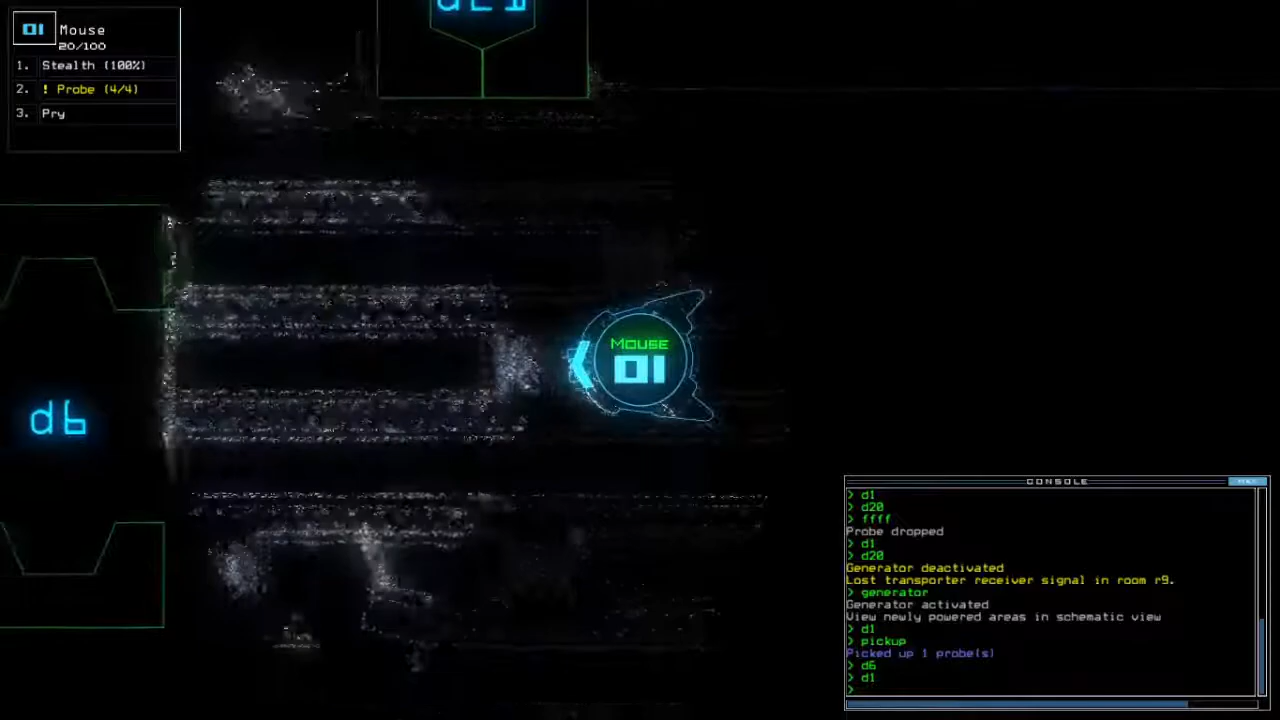 01 Mouse
20/100
1. Stealth (100%)
2. ! Probe (4/4)
3. Pry
d6
Mouse
01
CONSOLE
> d1
> d20
> ffff
Probe dropped
> d1
> d20
Generator deactivated
Lost transporter receiver signal in room r9.
> generator
Generator activated
View newly powered areas in schematic view
> d1
> pickup
Picked up 1 probe(s)
> d6
> d1
>